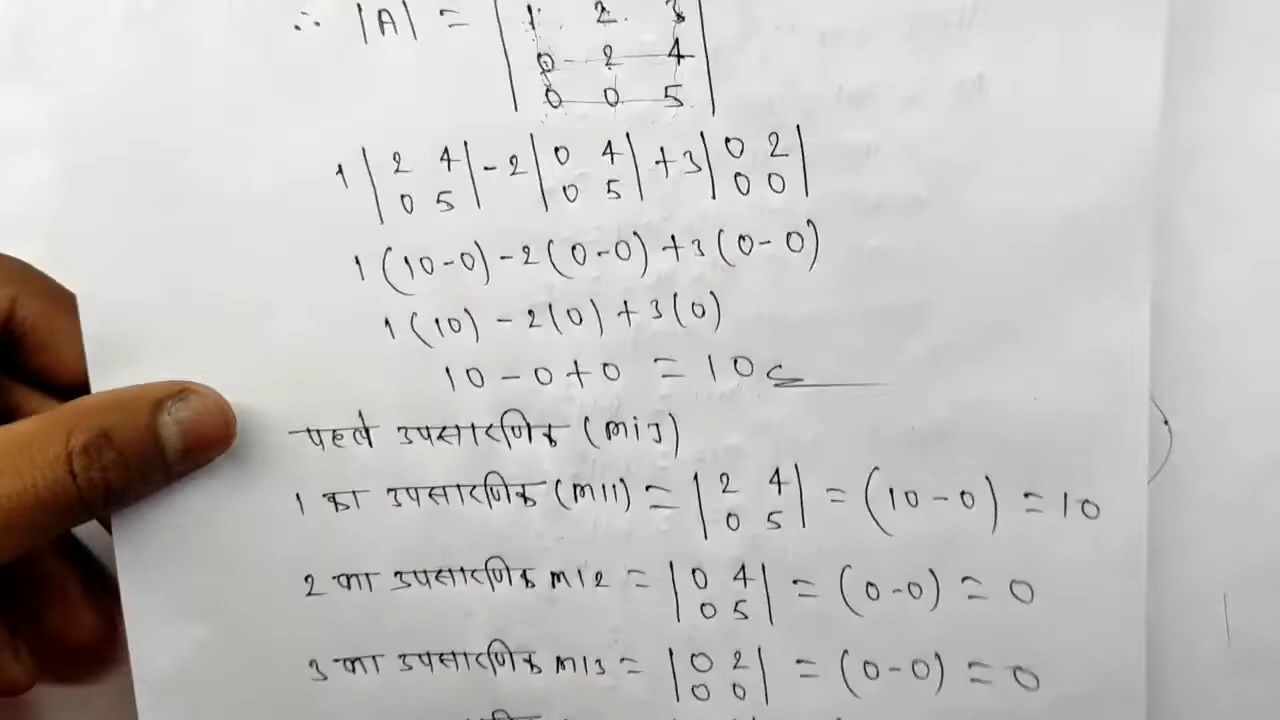 ∴ |A| = | 1 2 3 |
| 0 2 4 |
| 0 0 5 |
1 | 2 4 | - 2 | 0 4 | + 3 | 0 2 |
| 0 5 | | 0 5 | | 0 0 |
1(10-0) - 2(0-0) + 3(0-0)
1(10) - 2(0) + 3(0)
10 - 0 + 0 = 10
पहले उपसारणिक (mij)
1 का उपसारणिक (m11) = | 2 4 | = (10-0) = 10
| 0 5 |
2 का उपसारणिक m12 = | 0 4 | = (0-0) = 0
| 0 5 |
3 का उपसारणिक m13 = | 0 2 | = (0-0) = 0
| 0 0 |